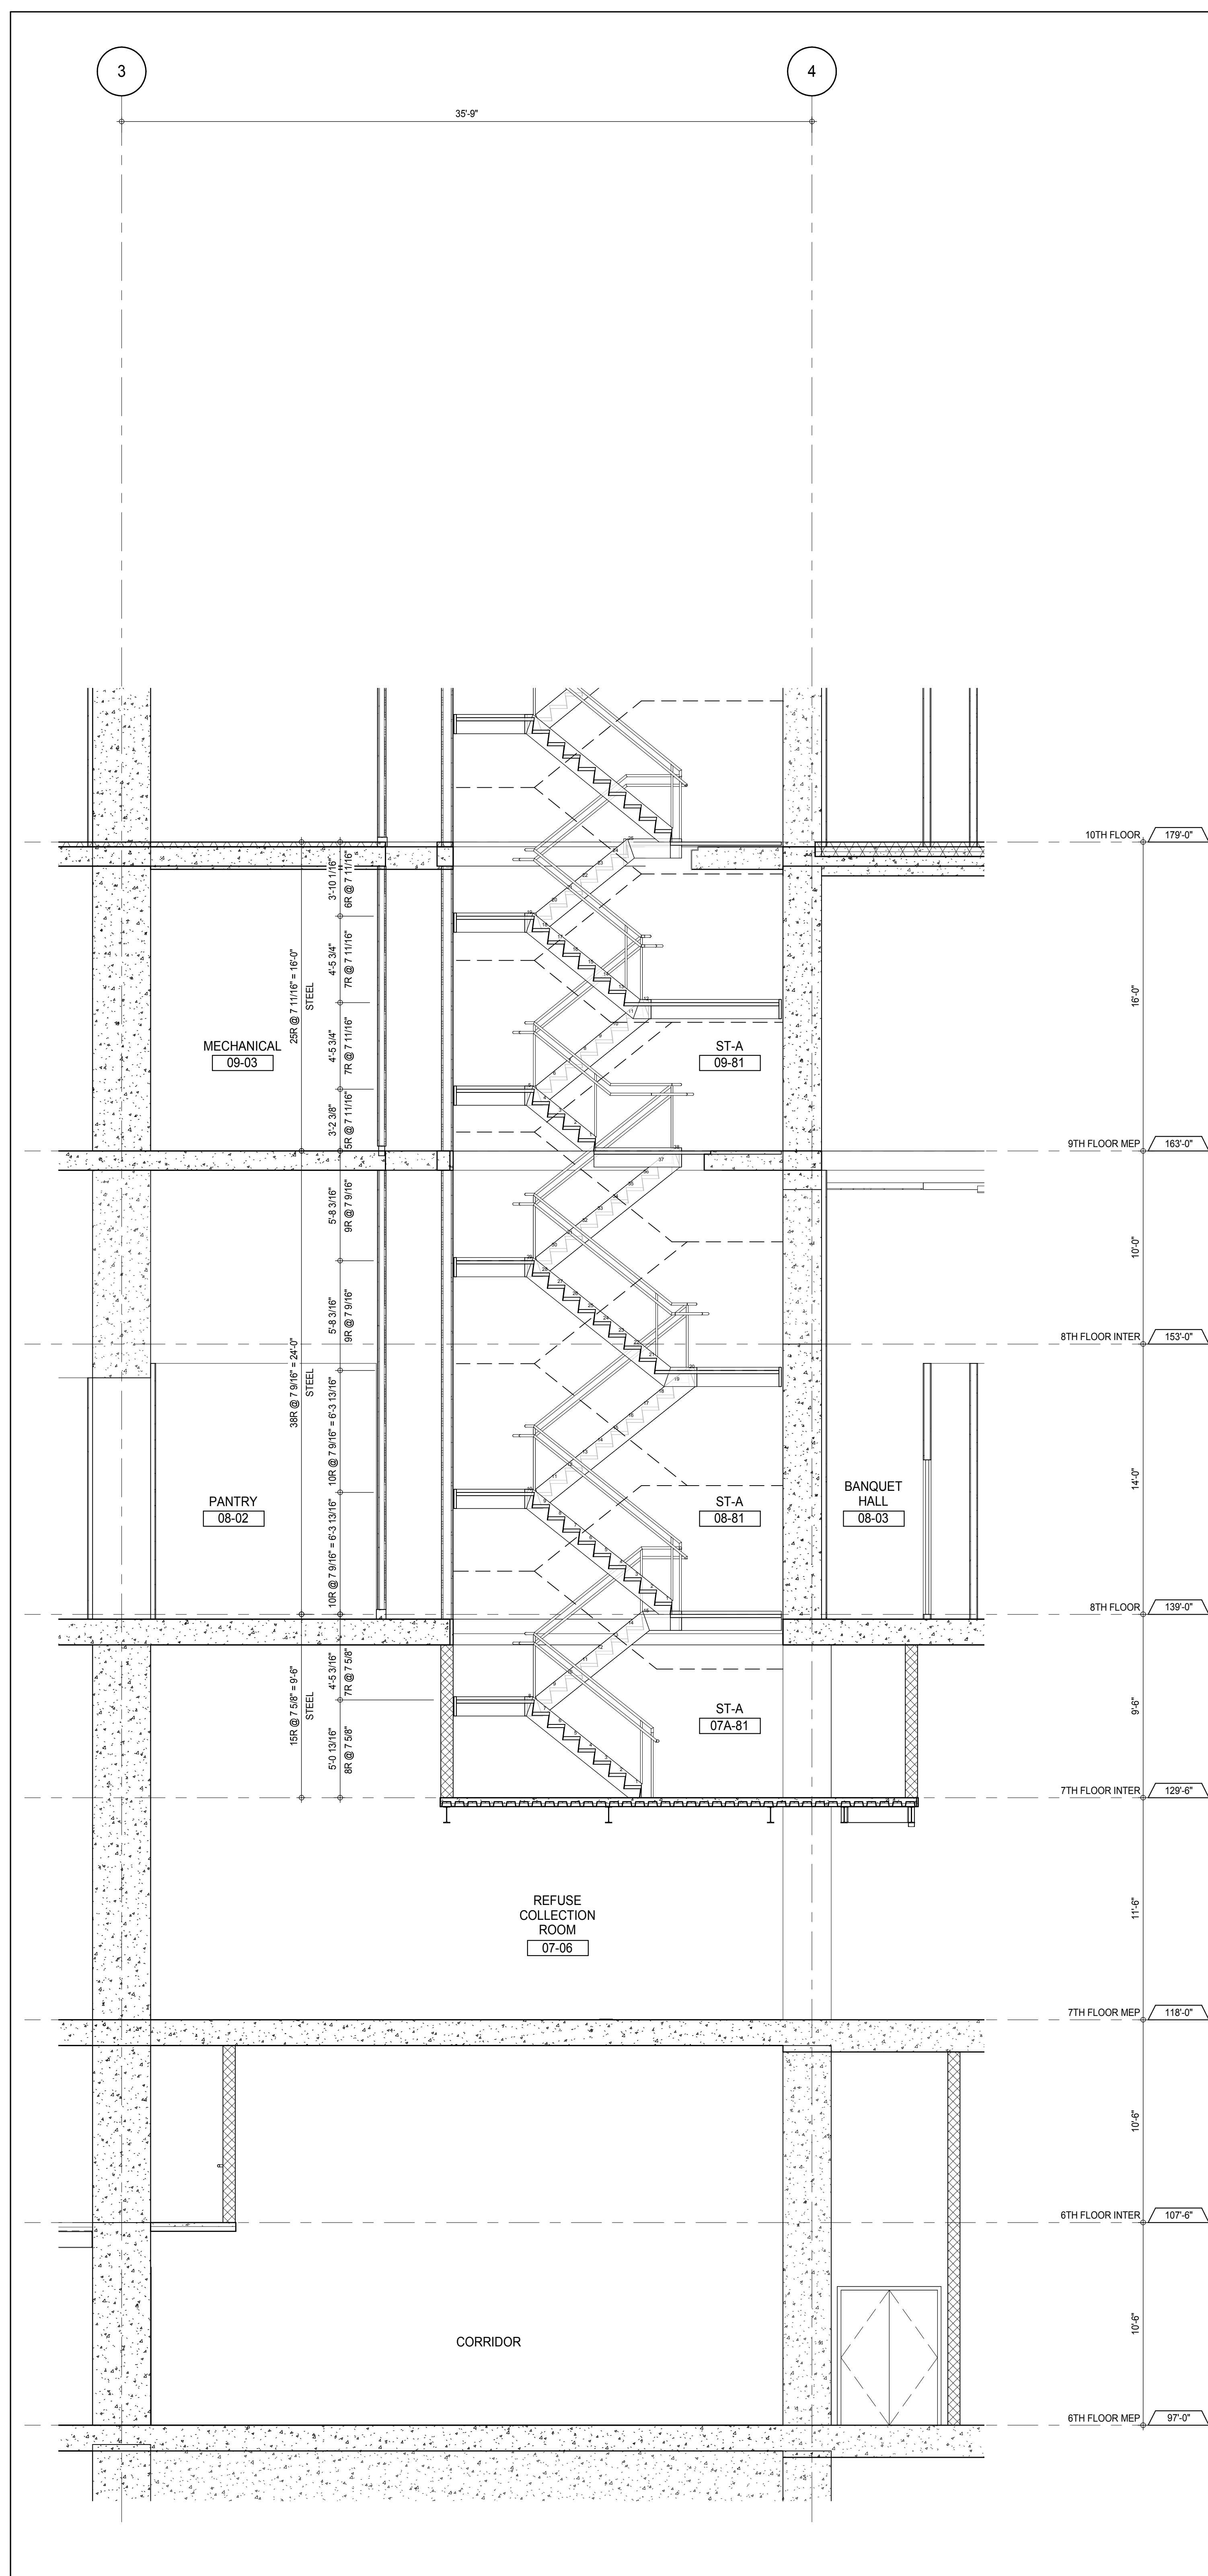 3
4
35'-9"
10TH FLOOR 179'-0"
3'-10 1/16"
6R @ 7 11/16"
4'-5 3/4"
7R @ 7 11/16"
25R @ 7 11/16" = 16'-0"
STEEL
16'-0"
MECHANICAL
09-03
ST-A
09-81
4'-5 3/4"
7R @ 7 11/16"
3'-2 3/8"
5R @ 7 11/16"
9TH FLOOR MEP 163'-0"
5'-8 3/16"
9R @ 7 9/16"
10'-0"
5'-8 3/16"
9R @ 7 9/16"
8TH FLOOR INTER 153'-0"
38R @ 7 9/16" = 24'-0"
STEEL
10R @ 7 9/16" = 6'-3 13/16"
14'-0"
PANTRY
08-02
ST-A
08-81
BANQUET
HALL
08-03
10R @ 7 9/16" = 6'-3 13/16"
8TH FLOOR 139'-0"
4'-5 3/16"
7R @ 7 5/8"
15R @ 7 5/8" = 9'-6"
STEEL
9'-6"
ST-A
07A-81
5'-0 13/16"
8R @ 7 5/8"
7TH FLOOR INTER 129'-6"
11'-6"
REFUSE
COLLECTION
ROOM
07-06
7TH FLOOR MEP 118'-0"
10'-6"
6TH FLOOR INTER 107'-6"
10'-6"
CORRIDOR
6TH FLOOR MEP 97'-0"